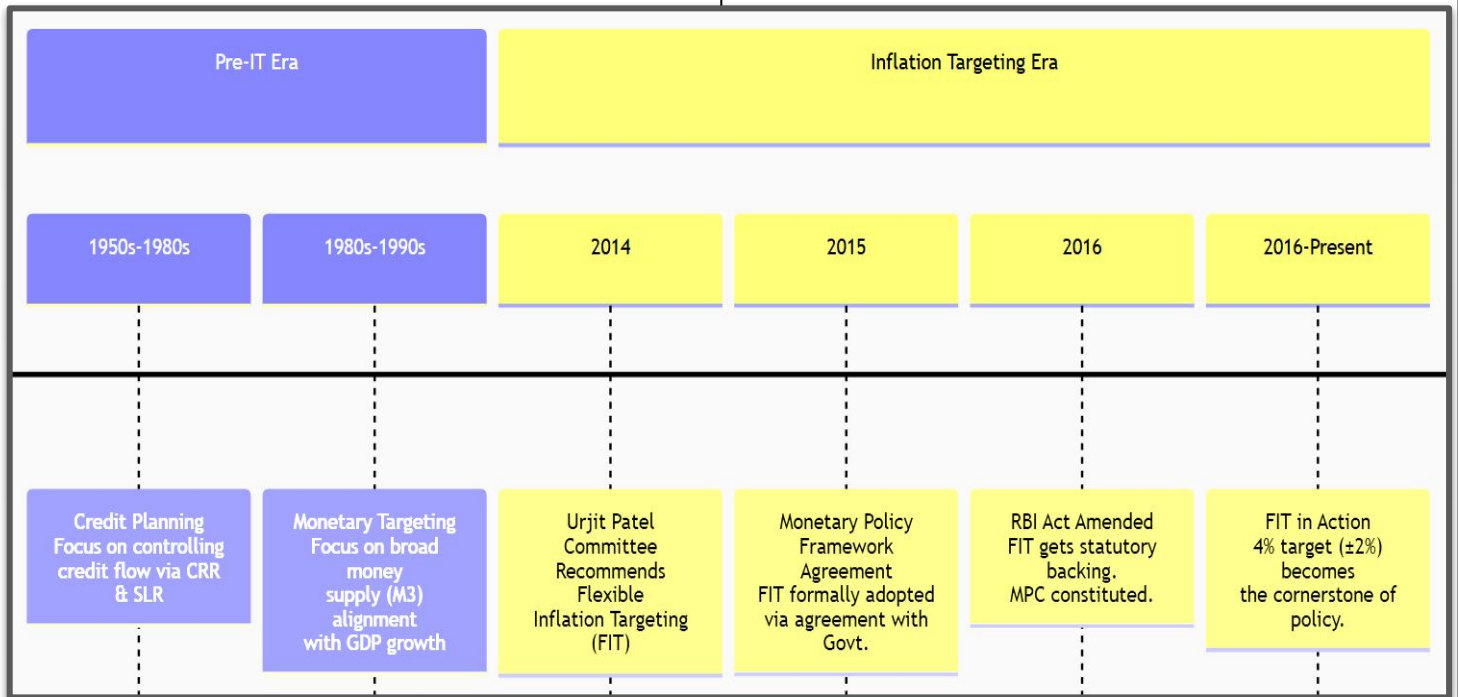 Pre-IT Era
Inflation Targeting Era
1950s-1980s
1980s-1990s
2014
2015
2016
2016-Present
Credit Planning
Focus on controlling
credit flow via CRR
& SLR
Monetary Targeting
Focus on broad
money
supply (M3)
alignment
with GDP growth
Urjit Patel
Committee
Recommends
Flexible
Inflation Targeting
(FIT)
Monetary Policy
Framework
Agreement
FIT formally adopted
via agreement with
Govt.
RBI Act Amended
FIT gets statutory
backing.
MPC constituted.
FIT in Action
4% target (±2%)
becomes
the cornerstone of
policy.